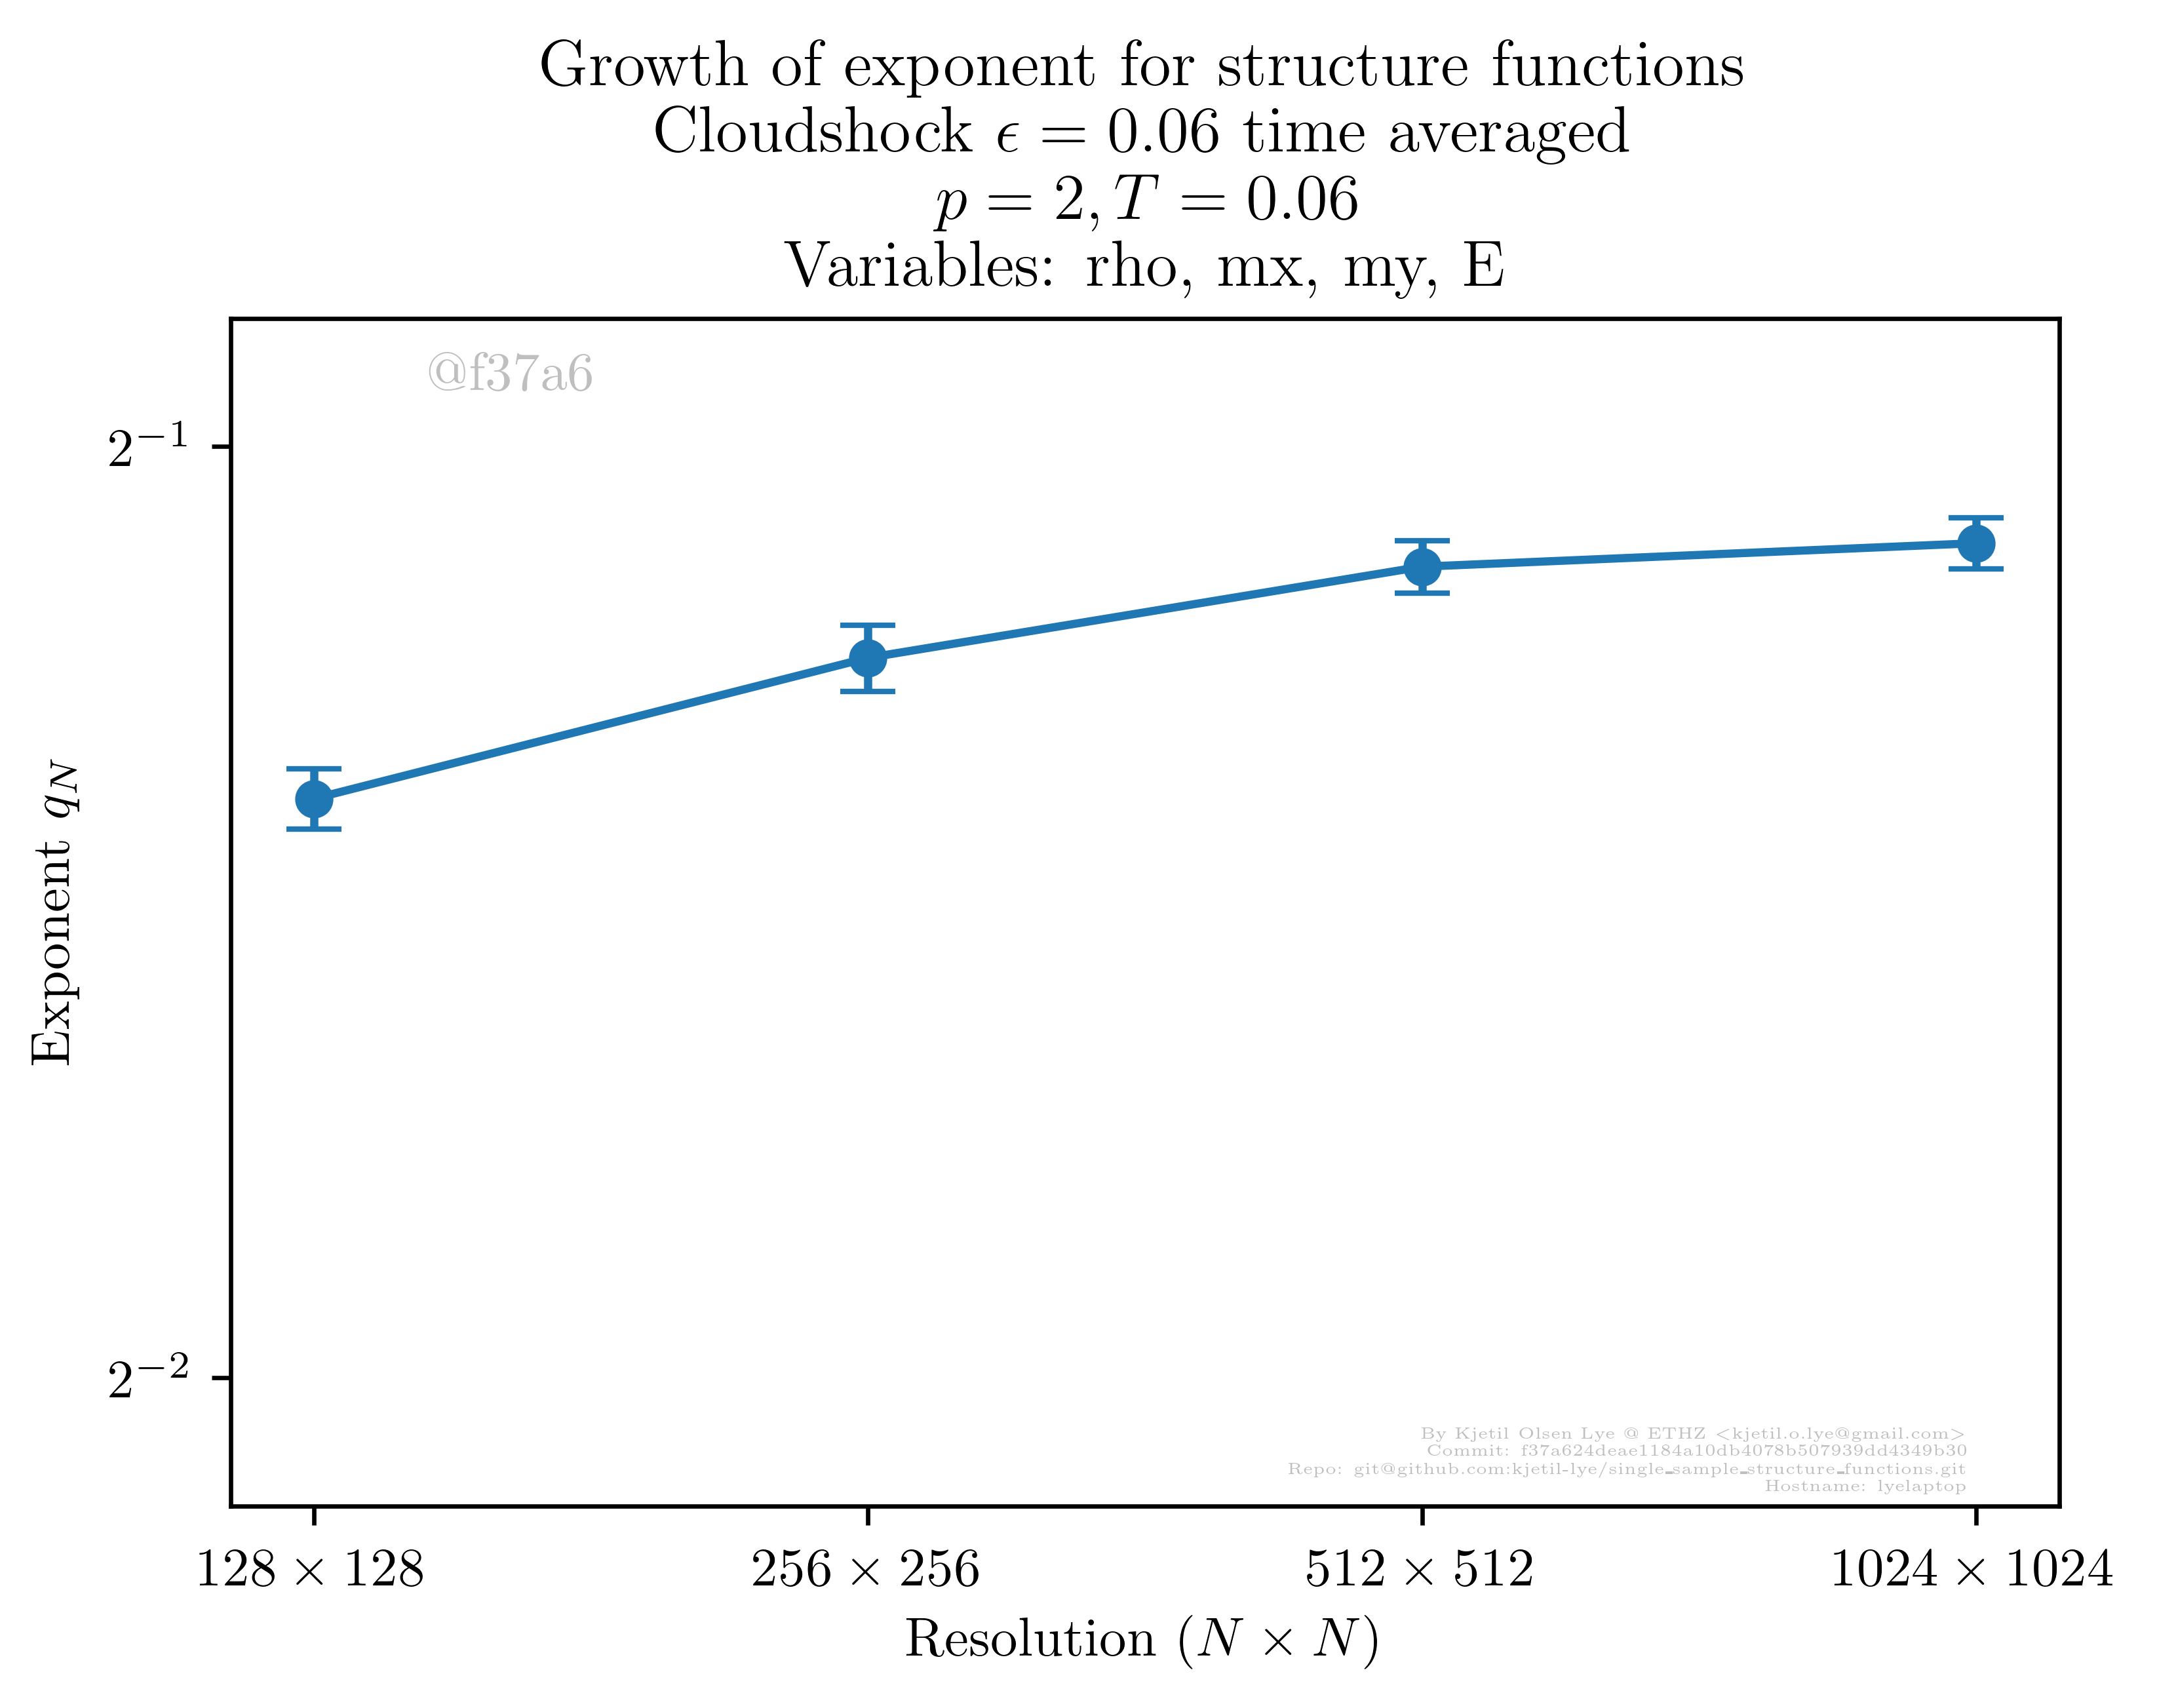 Growth of exponent for structure functions
Cloudshock ϵ = 0.06 time averaged
p = 2, T = 0.06
Variables: rho, mx, my, E
@f37a6
2⁻¹
Exponent q_N
2⁻²
By Kjetil Olsen Lye @ ETHZ <kjetil.o.lye@gmail.com>
Commit: f37a624deae1184a10db4078b507939dd4349b30
Repo: git@github.com:kjetil-lye/single_sample_structure_functions.git
Hostname: lyelaptop
128 × 128 256 × 256 512 × 512 1024 × 1024
Resolution (N × N)